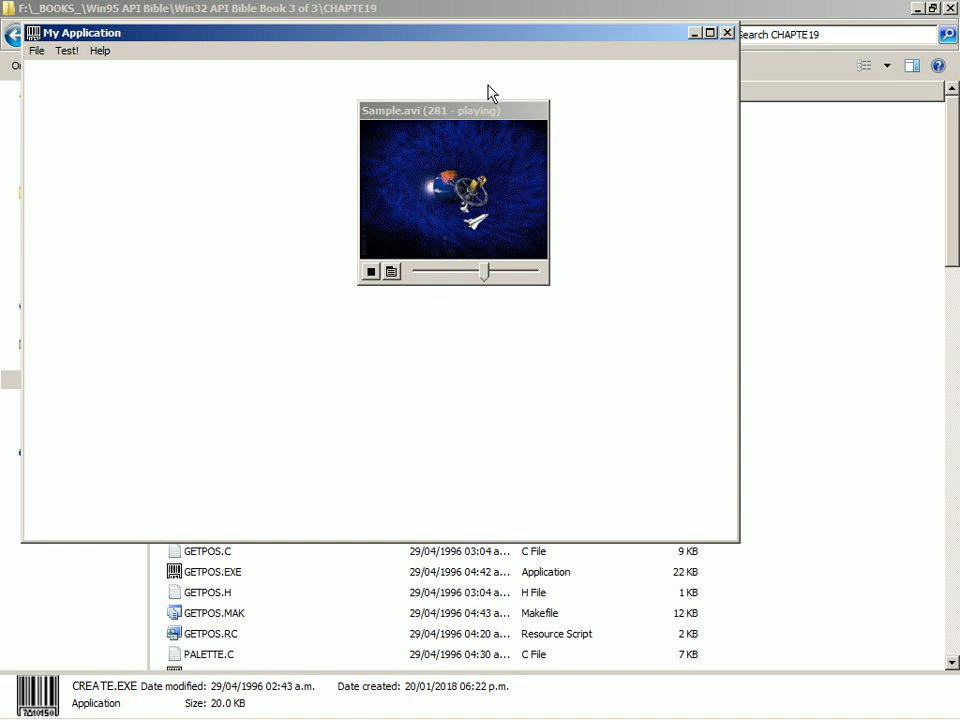 F:\_BOOKS_\Win95 API Bible\Win32 API Bible Book 3 of 3\CHAPTE19
My Application
Search CHAPTE19
File Test! Help
Sample.avi (281 - playing)
GETPOS.C 29/04/1996 03:04 a... C File 9 KB
GETPOS.EXE 29/04/1996 04:42 a... Application 22 KB
GETPOS.H 29/04/1996 03:04 a... H File 1 KB
GETPOS.MAK 29/04/1996 04:43 a... Makefile 12 KB
GETPOS.RC 29/04/1996 04:20 a... Resource Script 2 KB
PALETTE.C 29/04/1996 04:30 a... C File 7 KB
CREATE.EXE Date modified: 29/04/1996 02:43 a.m. Date created: 20/01/2018 06:22 p.m.
Application Size: 20.0 KB